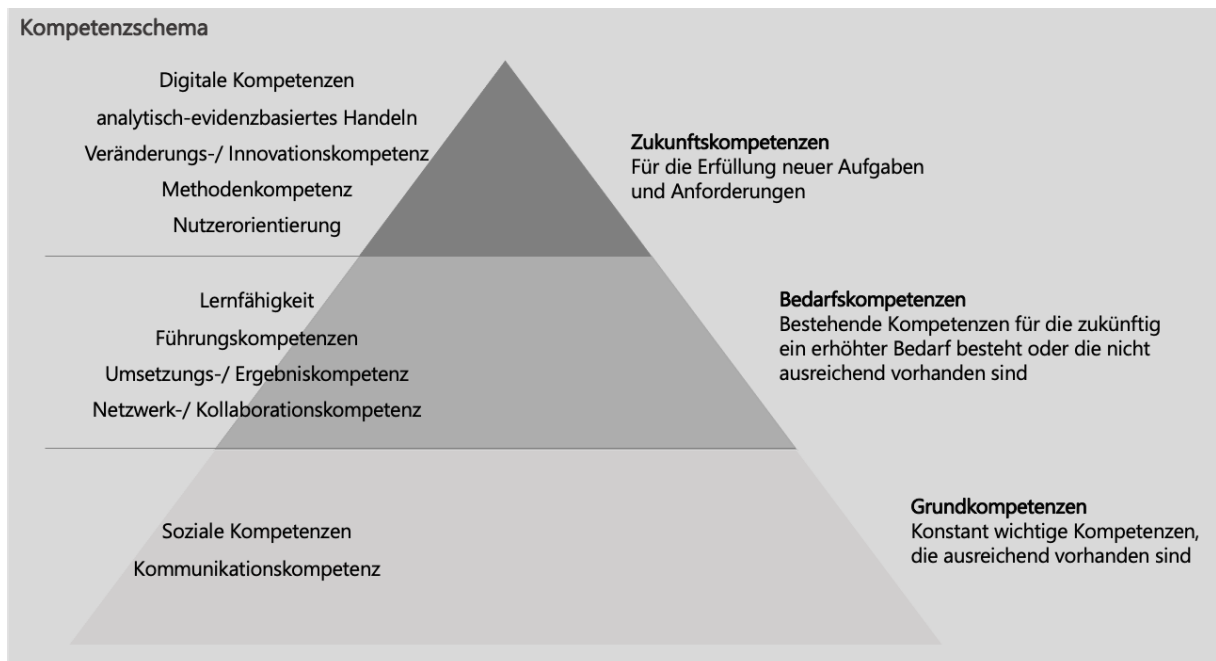 Kompetenzschema
Digitale Kompetenzen
analytisch-evidenzbasiertes Handeln
Veränderungs-/ Innovationskompetenz
Methodenkompetenz
Nutzerorientierung
Zukunftskompetenzen
Für die Erfüllung neuer Aufgaben
und Anforderungen
Lernfähigkeit
Führungskompetenzen
Umsetzungs-/ Ergebniskompetenz
Netzwerk-/ Kollaborationskompetenz
Bedarfskompetenzen
Bestehende Kompetenzen für die zukünftig
ein erhöhter Bedarf besteht oder die nicht
ausreichend vorhanden sind
Soziale Kompetenzen
Kommunikationskompetenz
Grundkompetenzen
Konstant wichtige Kompetenzen,
die ausreichend vorhanden sind